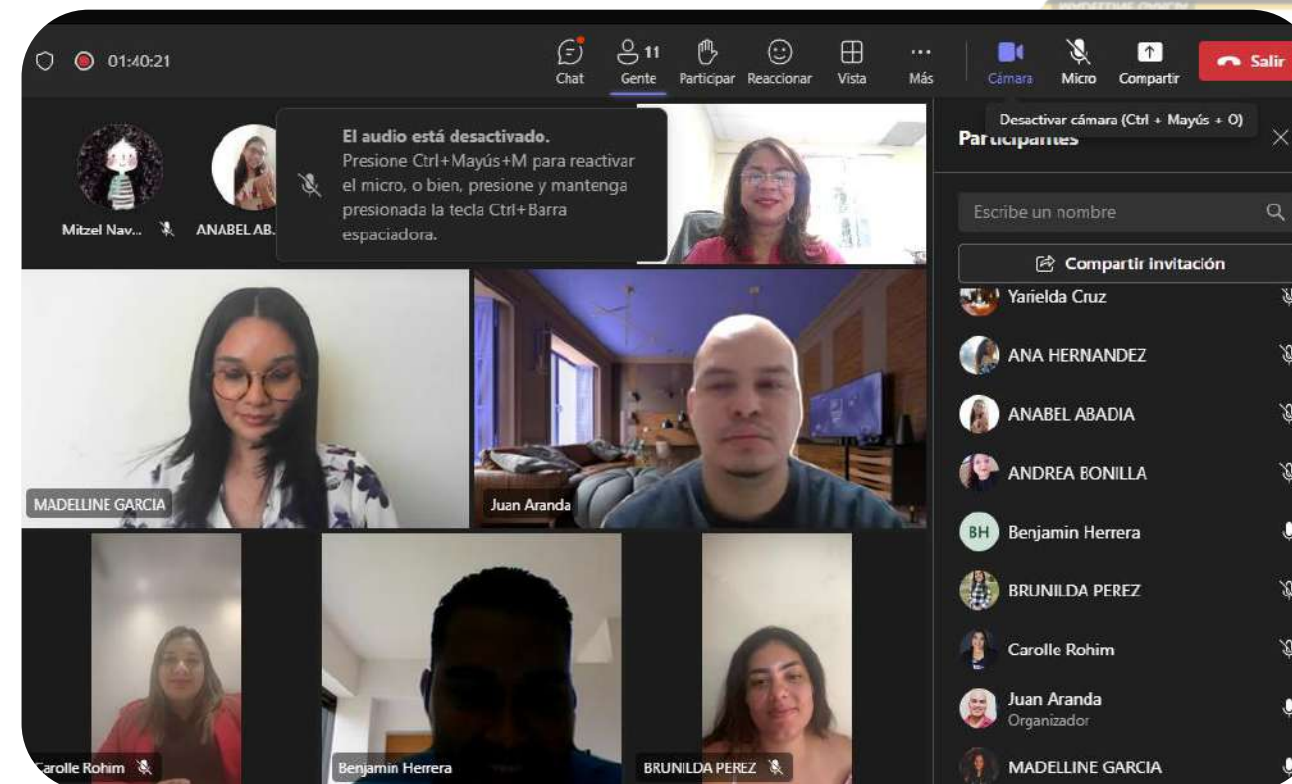 01:40:21
Chat
11
Gente
Participar
Reaccionar
Vista
Más
Cámara
Micro
Compartir
Salir
Desactivar cámara (Ctrl + Mayús + O)
Mitzel Nav...
ANABEL AB...
El audio está desactivado.
Presione Ctrl+Mayús+M para reactivar
el micro, o bien, presione y mantenga
presionada la tecla Ctrl+Barra
espaciadora.
MADELLINE GARCIA
Juan Aranda
Carolle Rohim
Benjamin Herrera
BRUNILDA PEREZ
Participantes
Escribe un nombre
Compartir invitación
Yarielda Cruz
ANA HERNANDEZ
ANABEL ABADIA
ANDREA BONILLA
BH
Benjamin Herrera
BRUNILDA PEREZ
Carolle Rohim
Juan Aranda
Organizador
MADELLINE GARCIA